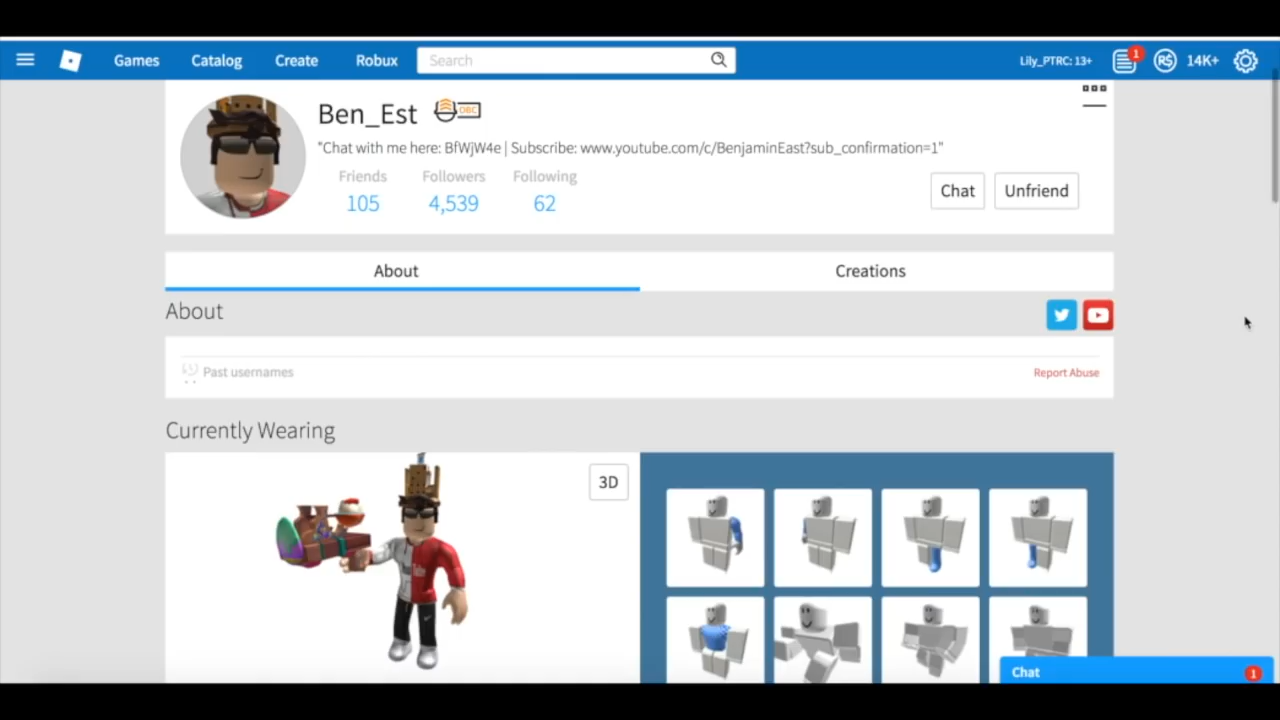 Games Catalog Create Robux Search Lily_PTRC: 13+ 1 R$ 14K+
Ben_Est OBC
"Chat with me here: BfWjW4e | Subscribe: www.youtube.com/c/BenjaminEast?sub_confirmation=1"
Friends Followers Following
105 4,539 62
Chat Unfriend
About Creations
About
Past usernames Report Abuse
Currently Wearing
3D
Chat 1